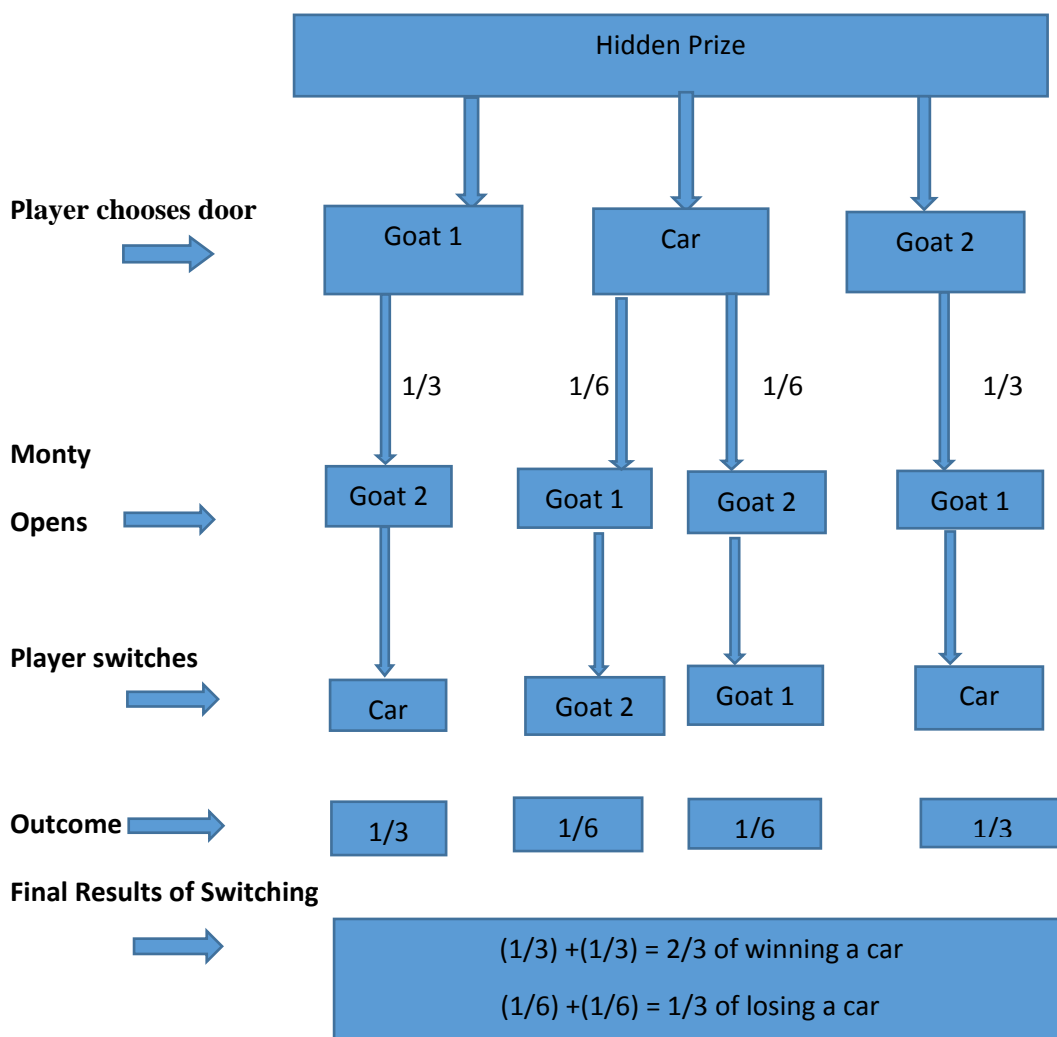 Hidden Prize
Player chooses door
Goat 1
Car
Goat 2
1/3
1/6
1/6
1/3
Monty
Opens
Goat 2
Goat 1
Goat 2
Goat 1
Player switches
Car
Goat 2
Goat 1
Car
Outcome
1/3
1/6
1/6
1/3
Final Results of Switching
(1/3) +(1/3) = 2/3 of winning a car
(1/6) +(1/6) = 1/3 of losing a car